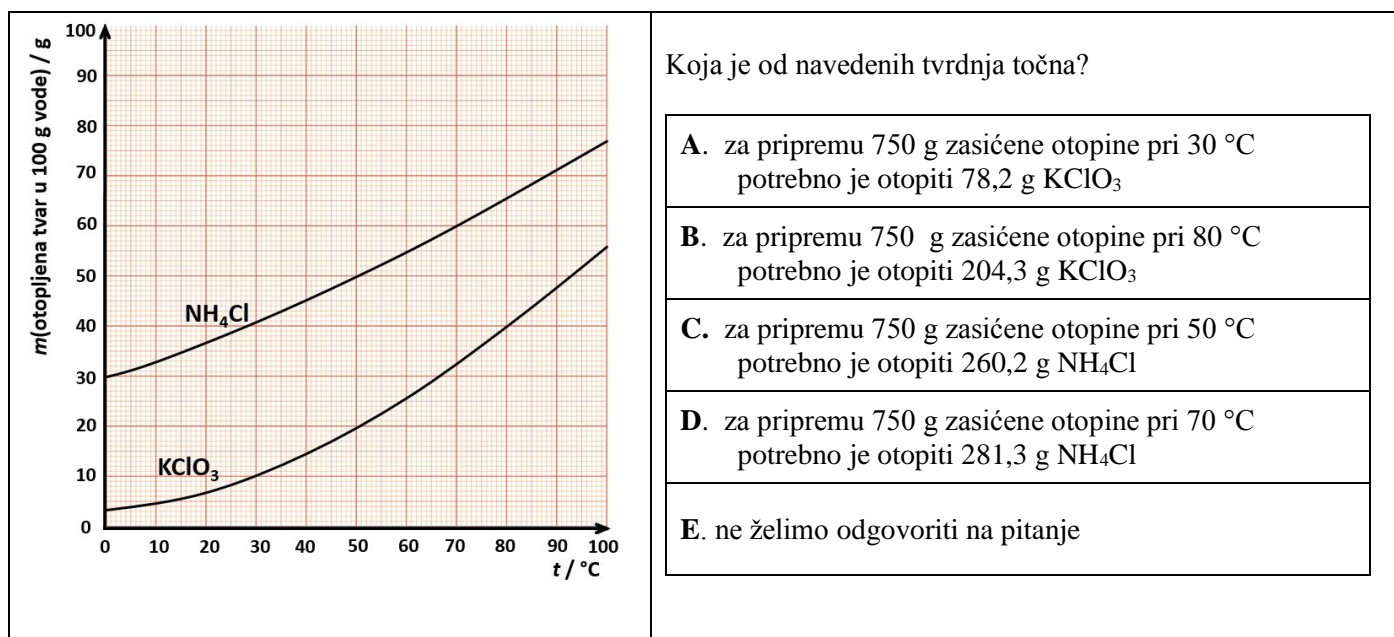 m(otopljena tvar u 100 g vode) / g
100
90
80
70
60
50
40
30
20
10
0
NH₄Cl
KClO₃
0 10 20 30 40 50 60 70 80 90 100
t / °C
Koja je od navedenih tvrdnja točna?
A. za pripremu 750 g zasićene otopine pri 30 °C
potrebno je otopiti 78,2 g KClO₃
B. za pripremu 750 g zasićene otopine pri 80 °C
potrebno je otopiti 204,3 g KClO₃
C. za pripremu 750 g zasićene otopine pri 50 °C
potrebno je otopiti 260,2 g NH₄Cl
D. za pripremu 750 g zasićene otopine pri 70 °C
potrebno je otopiti 281,3 g NH₄Cl
E. ne želimo odgovoriti na pitanje